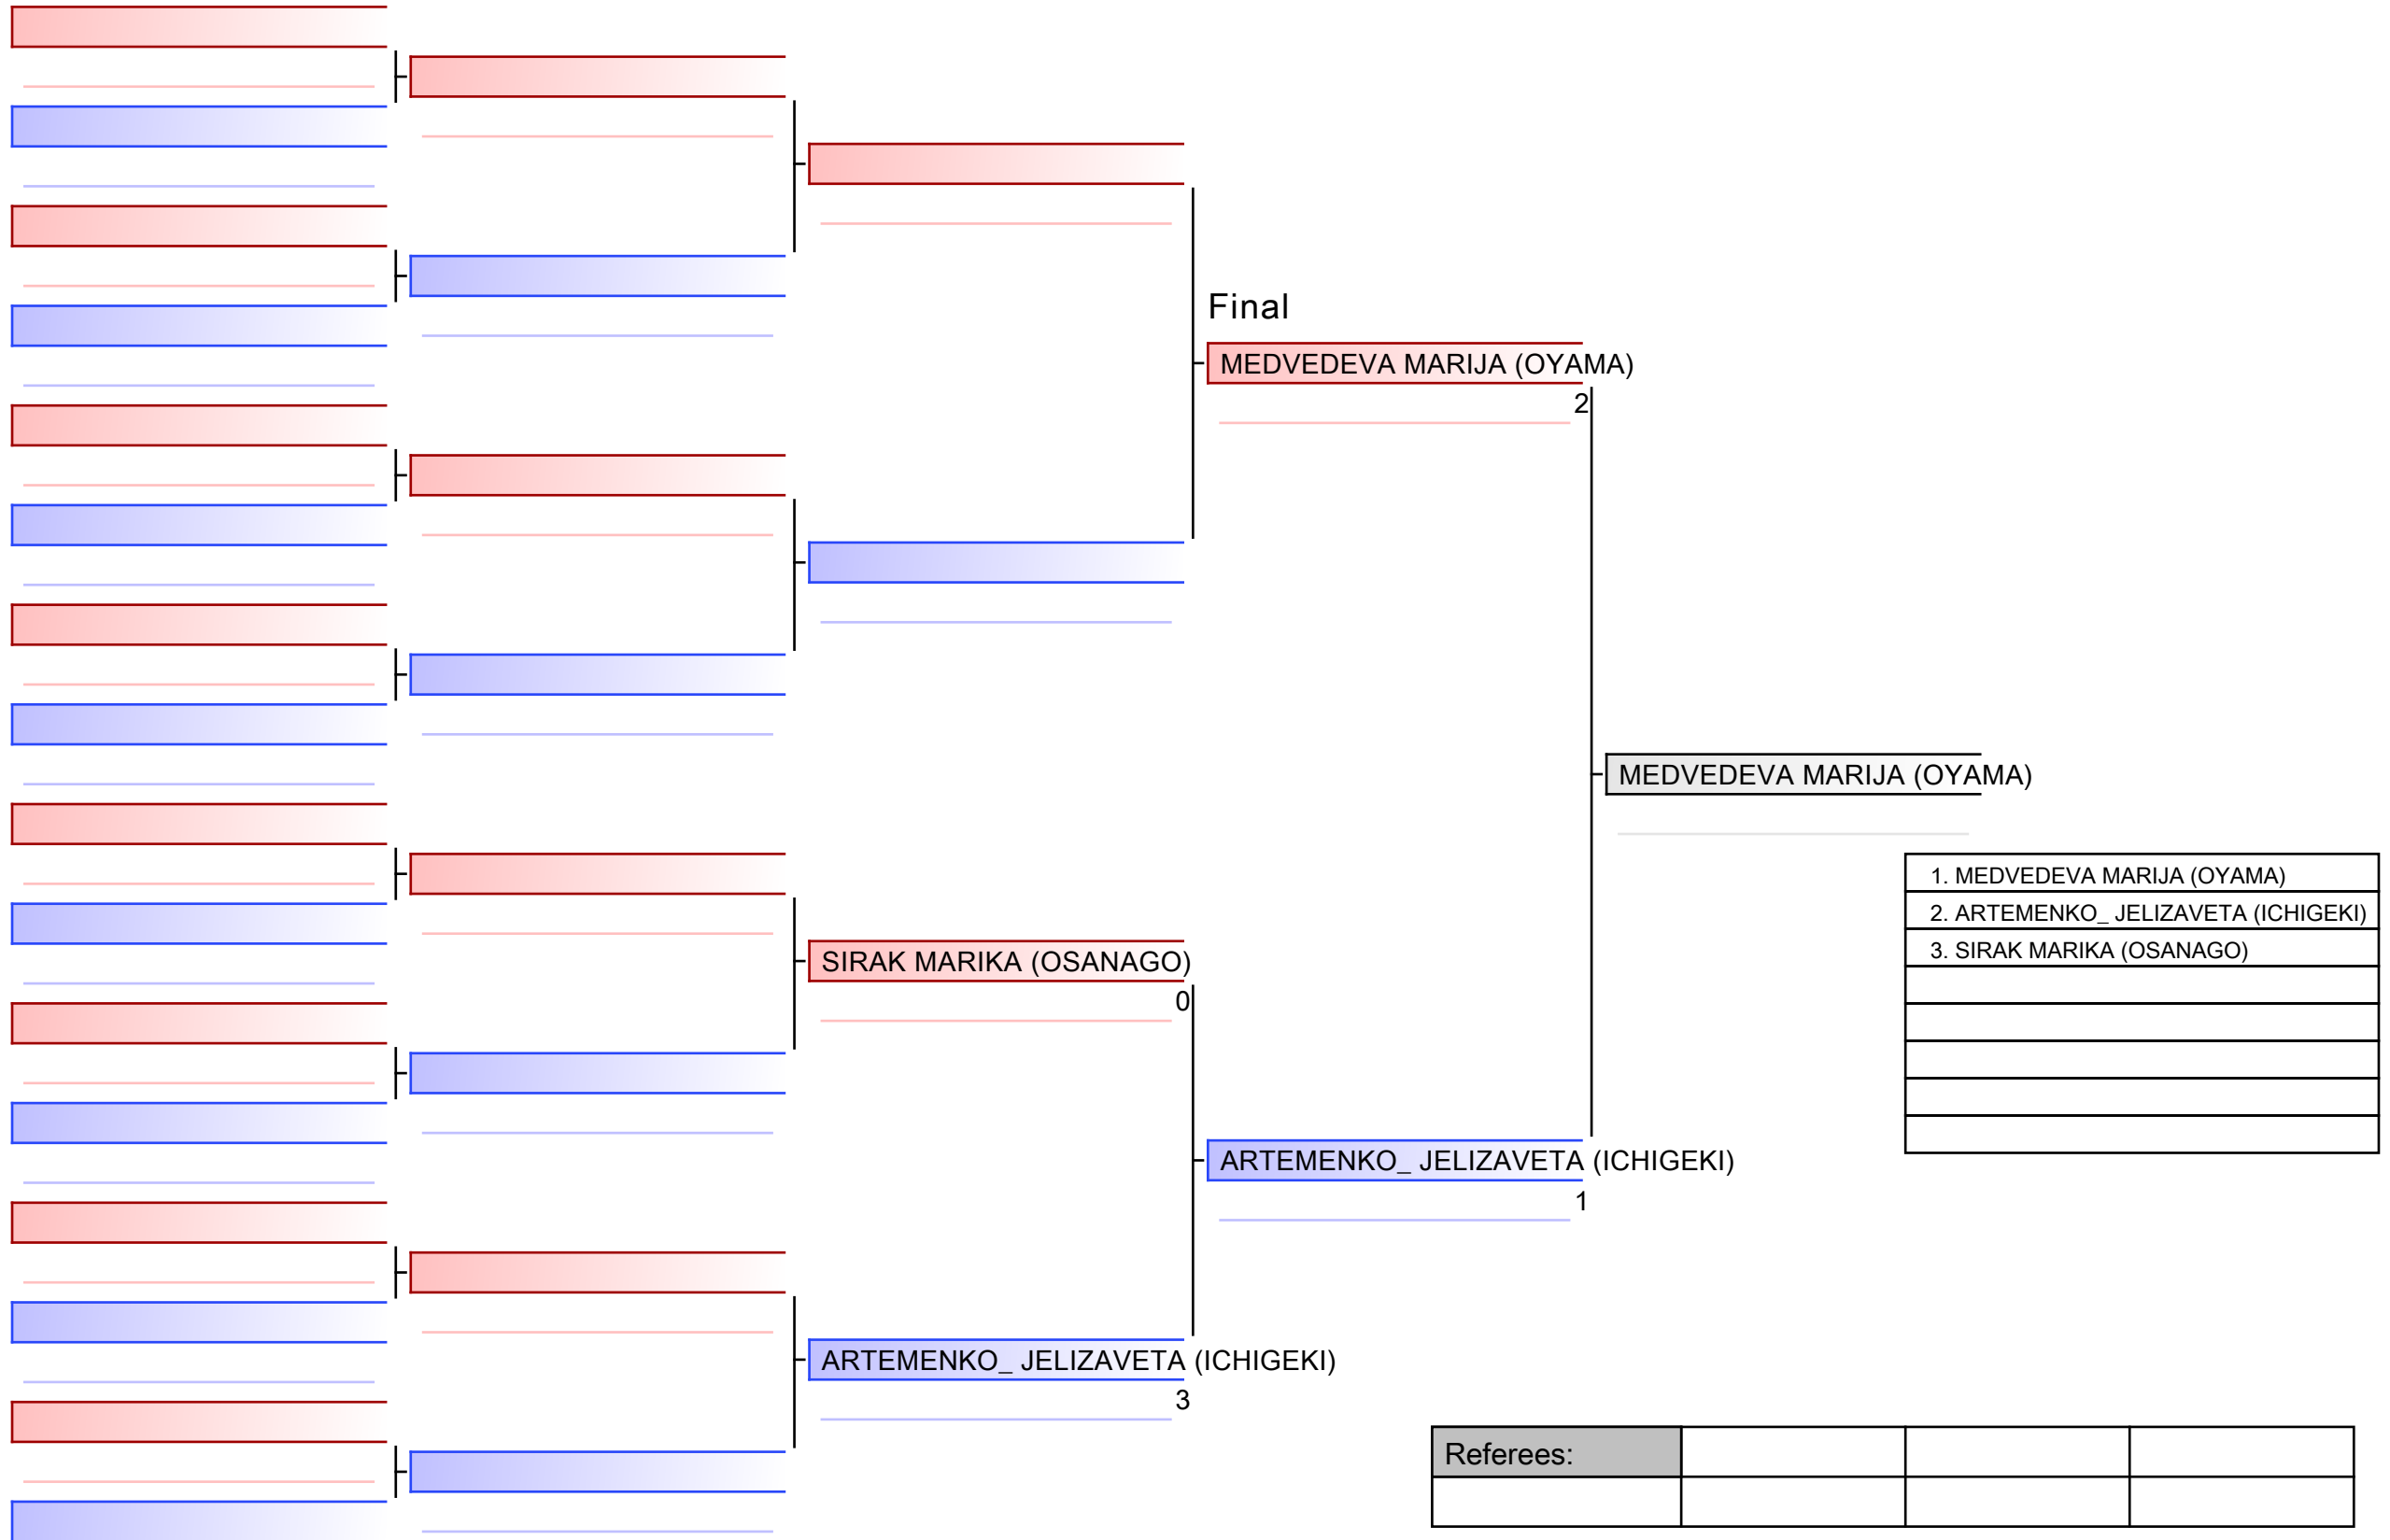 Final
MEDVEDEVA MARIJA (OYAMA)
2
MEDVEDEVA MARIJA (OYAMA)
1. MEDVEDEVA MARIJA (OYAMA)
2. ARTEMENKO_ JELIZAVETA (ICHIGEKI)
3. SIRAK MARIKA (OSANAGO)
SIRAK MARIKA (OSANAGO)
0
ARTEMENKO_ JELIZAVETA (ICHIGEKI)
1
ARTEMENKO_ JELIZAVETA (ICHIGEKI)
3
Referees: